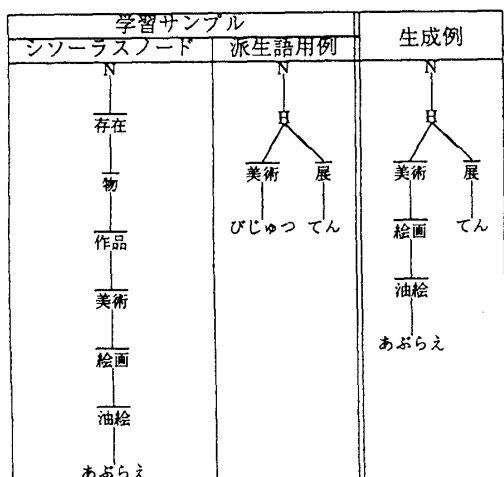 学習サンプル
シソーラスノード 派生語用例 生成例
N
存在
物
作品
美術
絵画
油絵
あぶらえ
N
H
美術 展
びじゅつ てん
N
H
美術 展
絵画 てん
油絵
あぶらえ